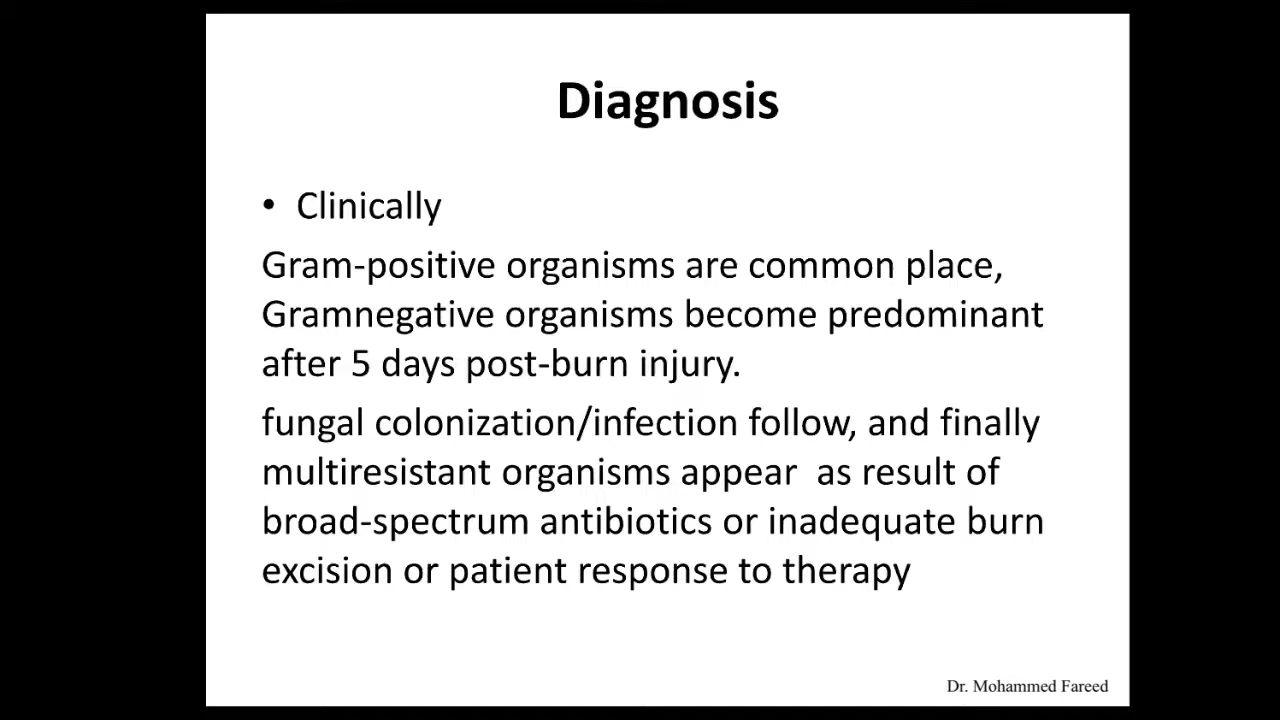 Diagnosis
• Clinically
Gram-positive organisms are common place,
Gramnegative organisms become predominant
after 5 days post-burn injury.
fungal colonization/infection follow, and finally
multiresistant organisms appear  as result of
broad-spectrum antibiotics or inadequate burn
excision or patient response to therapy
Dr. Mohammed Fareed